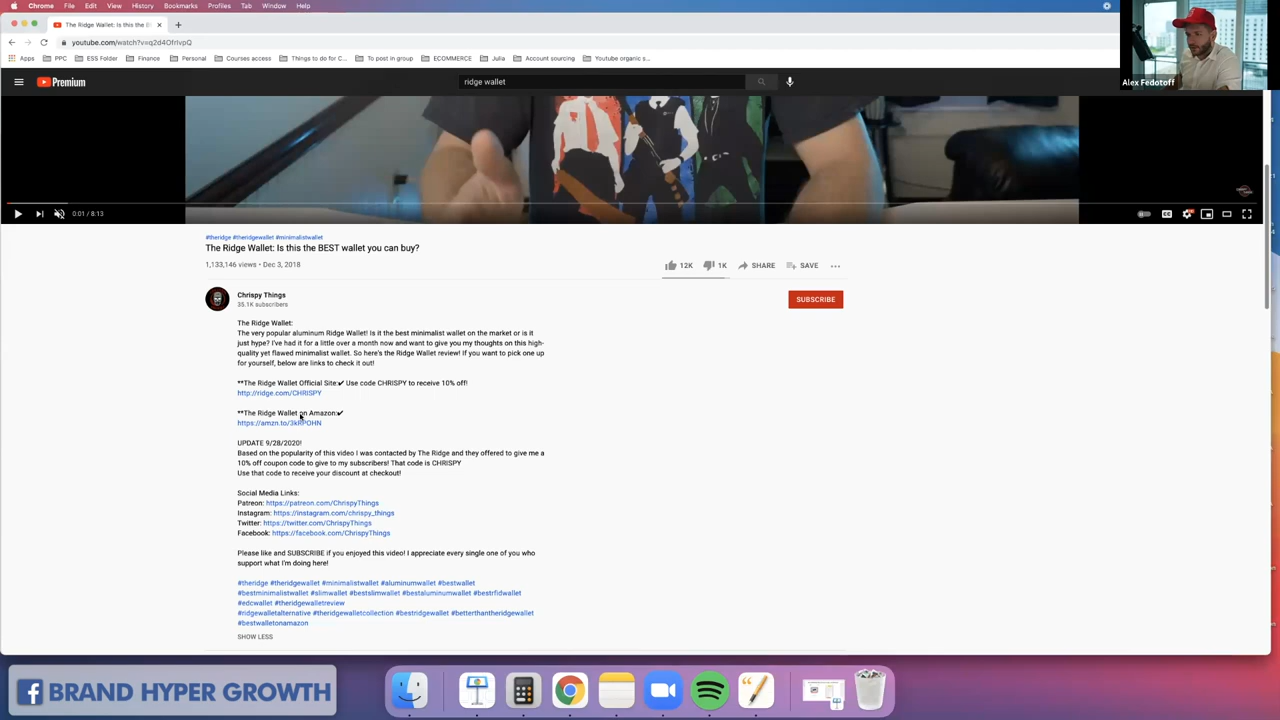 Chrome File Edit View History Bookmarks Profiles Tab Window Help
Alex Fedotoff
The Ridge Wallet: Is this the B
youtube.com/watch?v=q2d4OfrIvpQ
Apps PPC ESS Folder Finance Personal Courses access Things to do for C... To post in group ECOMMERCE Julia Account sourcing Youtube organic s...
Premium
ridge wallet
0:01 / 8:13
#theridge #theridgewallet #minimalistwallet
The Ridge Wallet: Is this the BEST wallet you can buy?
1,133,146 views • Dec 3, 2018
12K 1K SHARE SAVE
Chrispy Things
35.1K subscribers
SUBSCRIBE
The Ridge Wallet:
The very popular aluminum Ridge Wallet! Is it the best minimalist wallet on the market or is it
just hype? I've had it for a little over a month now and want to give you my thoughts on this high-
quality yet flawed minimalist wallet. So here's the Ridge Wallet review! If you want to pick one up
for yourself, below are links to check it out!
**The Ridge Wallet Official Site:✔ Use code CHRISPY to receive 10% off!
http://ridge.com/CHRISPY
**The Ridge Wallet on Amazon:✔
https://amzn.to/3kRPOHN
UPDATE 9/28/2020!
Based on the popularity of this video I was contacted by The Ridge and they offered to give me a
10% off coupon code to give to my subscribers! That code is CHRISPY
Use that code to receive your discount at checkout!
Social Media Links:
Patreon: https://patreon.com/ChrispyThings
Instagram: https://instagram.com/chrispy_things
Twitter: https://twitter.com/ChrispyThings
Facebook: https://facebook.com/ChrispyThings
Please like and SUBSCRIBE if you enjoyed this video! I appreciate every single one of you who
support what I'm doing here!
#theridge #theridgewallet #minimalistwallet #aluminumwallet #bestwallet
#bestminimalistwallet #slimwallet #bestslimwallet #bestaluminumwallet #bestrfidwallet
#edcwallet #theridgewalletreview
#ridgewalletalternative #theridgewalletcollection #bestridgewallet #betterthantheridgewallet
#bestwalletonamazon
SHOW LESS
BRAND HYPER GROWTH